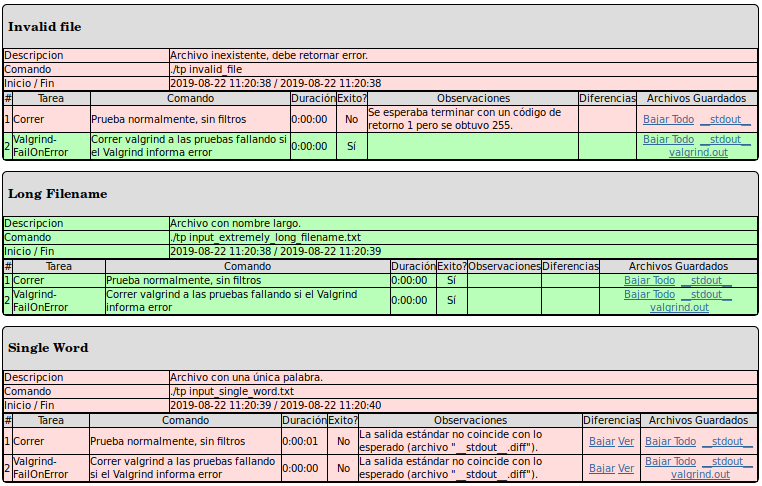 Invalid file
Descripcion Archivo inexistente, debe retornar error.
Comando ./tp invalid_file
Inicio / Fin 2019-08-22 11:20:38 / 2019-08-22 11:20:38
# Tarea Comando Duración Exito? Observaciones Diferencias Archivos Guardados
1 Correr Prueba normalmente, sin filtros 0:00:00 No Se esperaba terminar con un código de
retorno 1 pero se obtuvo 255. Bajar Todo __stdout__
2 Valgrind- Correr valgrind a las pruebas fallando si 0:00:00 Sí Bajar Todo __stdout__
FailOnError el Valgrind informa error valgrind.out
Long Filename
Descripcion Archivo con nombre largo.
Comando ./tp input_extremely_long_filename.txt
Inicio / Fin 2019-08-22 11:20:38 / 2019-08-22 11:20:39
# Tarea Comando Duración Exito? Observaciones Diferencias Archivos Guardados
1 Correr Prueba normalmente, sin filtros 0:00:00 Sí Bajar Todo __stdout__
2 Valgrind- Correr valgrind a las pruebas fallando si el Valgrind 0:00:00 Sí Bajar Todo __stdout__
FailOnError informa error valgrind.out
Single Word
Descripcion Archivo con una única palabra.
Comando ./tp input_single_word.txt
Inicio / Fin 2019-08-22 11:20:39 / 2019-08-22 11:20:40
# Tarea Comando Duración Exito? Observaciones Diferencias Archivos Guardados
1 Correr Prueba normalmente, sin filtros 0:00:01 No La salida estándar no coincide con lo
esperado (archivo "__stdout__.diff"). Bajar Ver Bajar Todo __stdout__
2 Valgrind- Correr valgrind a las pruebas fallando 0:00:00 No La salida estándar no coincide con lo Bajar Ver Bajar Todo __stdout__
FailOnError si el Valgrind informa error esperado (archivo "__stdout__.diff"). valgrind.out